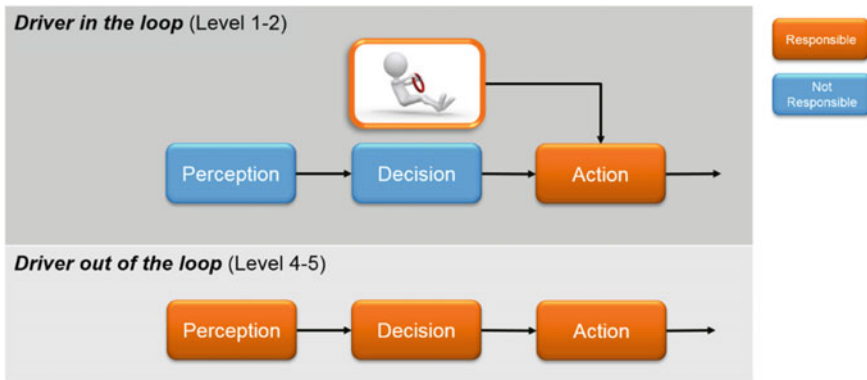 Driver in the loop (Level 1-2)
Responsible
Not
Responsible
Perception
Decision
Action
Driver out of the loop (Level 4-5)
Perception
Decision
Action